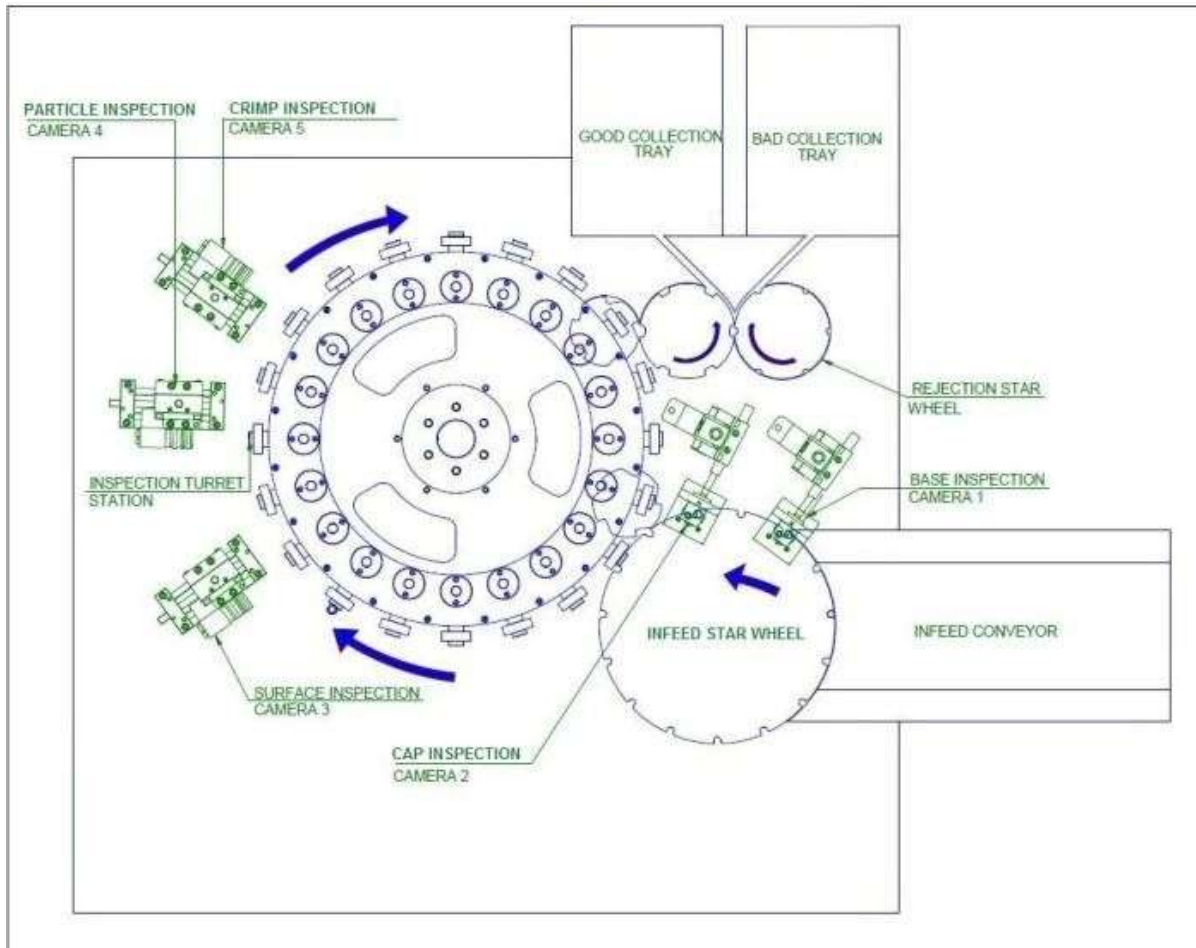 PARTICLE INSPECTION
CAMERA 4
CRIMP INSPECTION
CAMERA 5
GOOD COLLECTION
TRAY
BAD COLLECTION
TRAY
REJECTION STAR
WHEEL
INSPECTION TURRET
STATION
BASE INSPECTION
CAMERA 1
INFEED STAR WHEEL
INFEED CONVEYOR
SURFACE INSPECTION
CAMERA 3
CAP INSPECTION
CAMERA 2